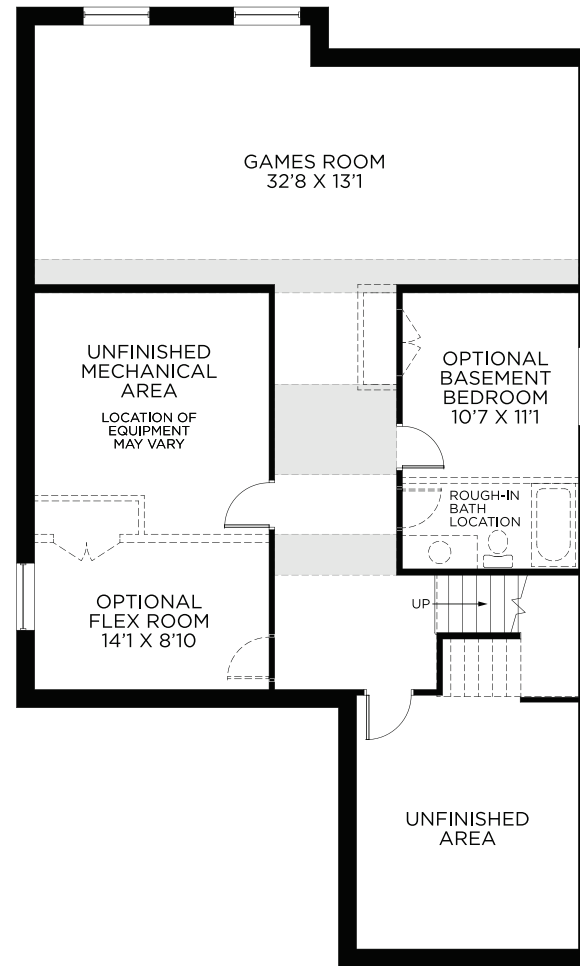 GAMES ROOM
32'8 X 13'1
UNFINISHED
MECHANICAL
AREA
LOCATION OF
EQUIPMENT
MAY VARY
OPTIONAL
BASEMENT
BEDROOM
10'7 X 11'1
ROUGH-IN
BATH
LOCATION
OPTIONAL
FLEX ROOM
14'1 X 8'10
UP
UNFINISHED
AREA